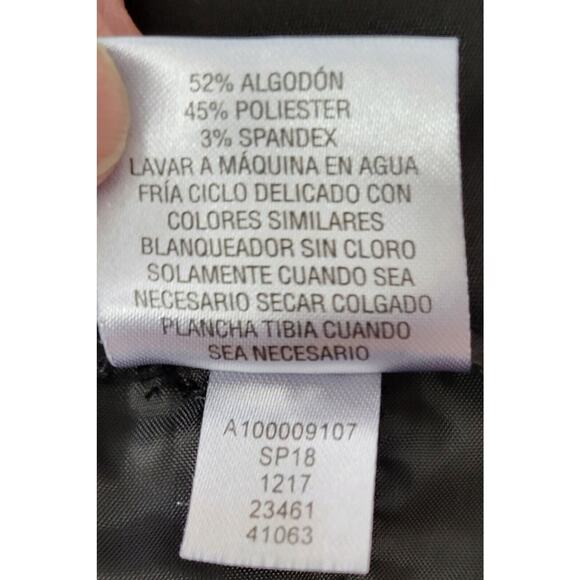 52% ALGODÓN
45% POLIESTER
3% SPANDEX
LAVAR A MÁQUINA EN AGUA
FRÍA CICLO DELICADO CON
COLORES SIMILARES
BLANQUEADOR SIN CLORO
SOLAMENTE CUANDO SEA
NECESARIO SECAR COLGADO
PLANCHA TIBIA CUANDO
SEA NECESARIO
A100009107
SP18
1217
23461
41063